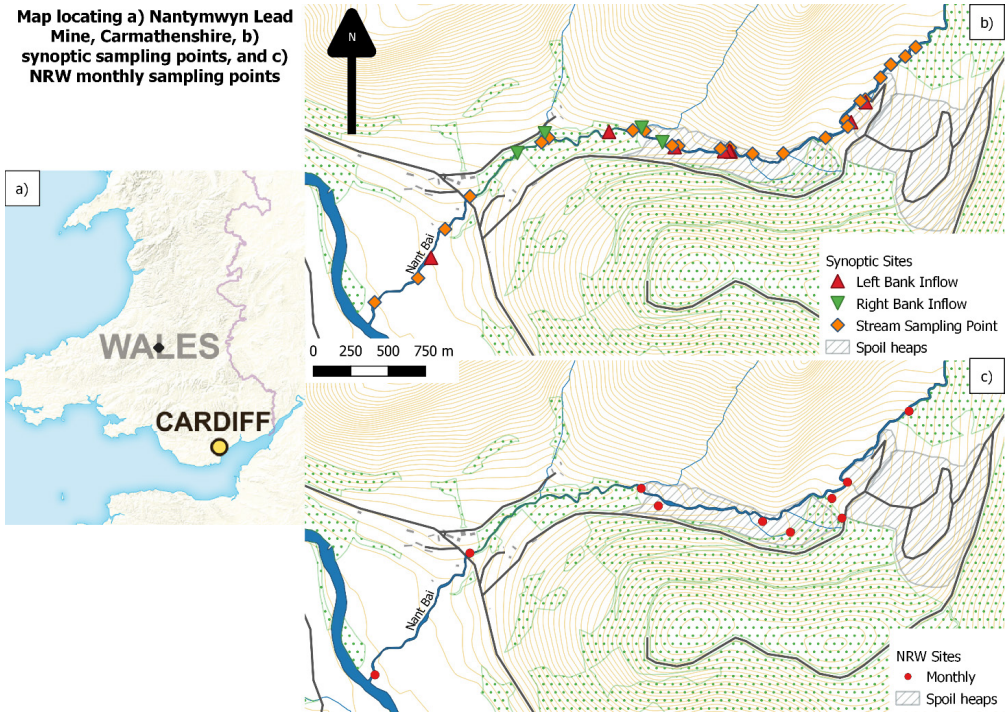 Map locating a) Nantymwyn Lead
Mine, Carmathenshire, b)
synoptic sampling points, and c)
NRW monthly sampling points
N
b)
a)
WALES
CARDIFF
Nant Bai
Synoptic Sites
Left Bank Inflow
Right Bank Inflow
Stream Sampling Point
Spoil heaps
0 250 500 750 m
c)
Nant Bai
NRW Sites
Monthly
Spoil heaps